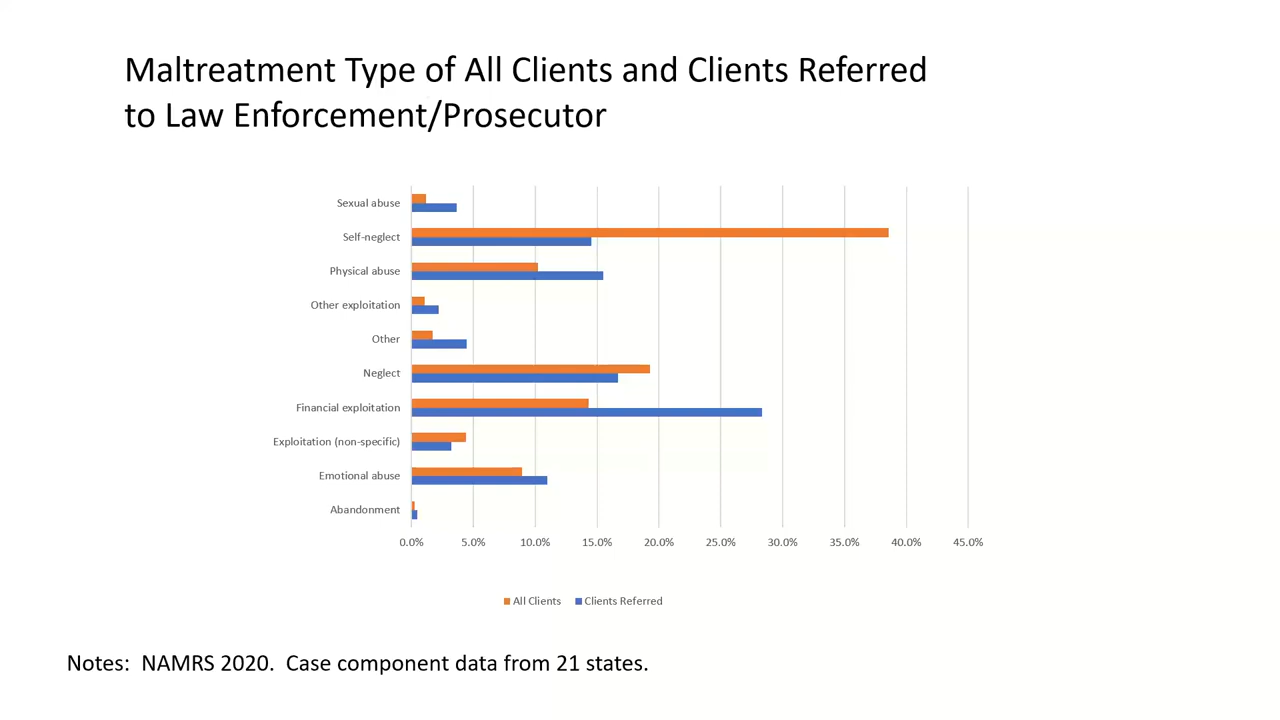 Maltreatment Type of All Clients and Clients Referred
to Law Enforcement/Prosecutor
Sexual abuse
Self-neglect
Physical abuse
Other exploitation
Other
Neglect
Financial exploitation
Exploitation (non-specific)
Emotional abuse
Abandonment
0.0% 5.0% 10.0% 15.0% 20.0% 25.0% 30.0% 35.0% 40.0% 45.0%
All Clients Clients Referred
Notes: NAMRS 2020. Case component data from 21 states.